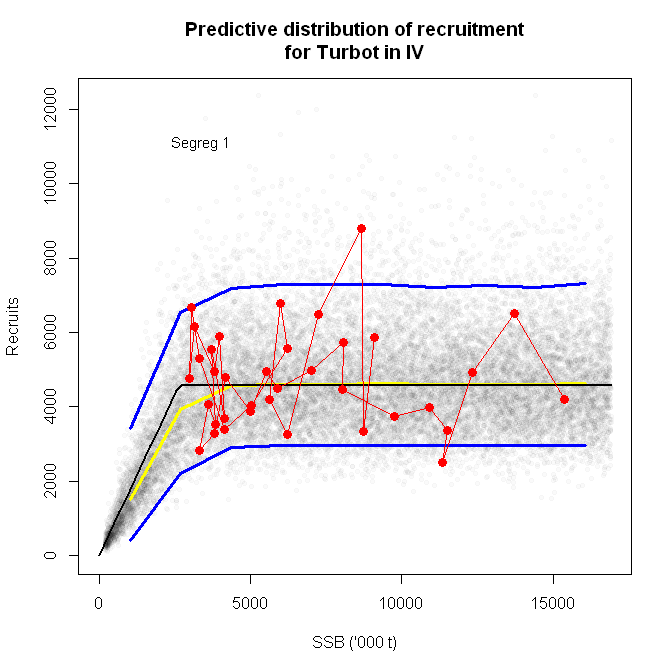 Predictive distribution of recruitment
for Turbot in IV
Segreg 1
Recruits
12000
10000
8000
6000
4000
2000
0
0 5000 10000 15000
SSB ('000 t)